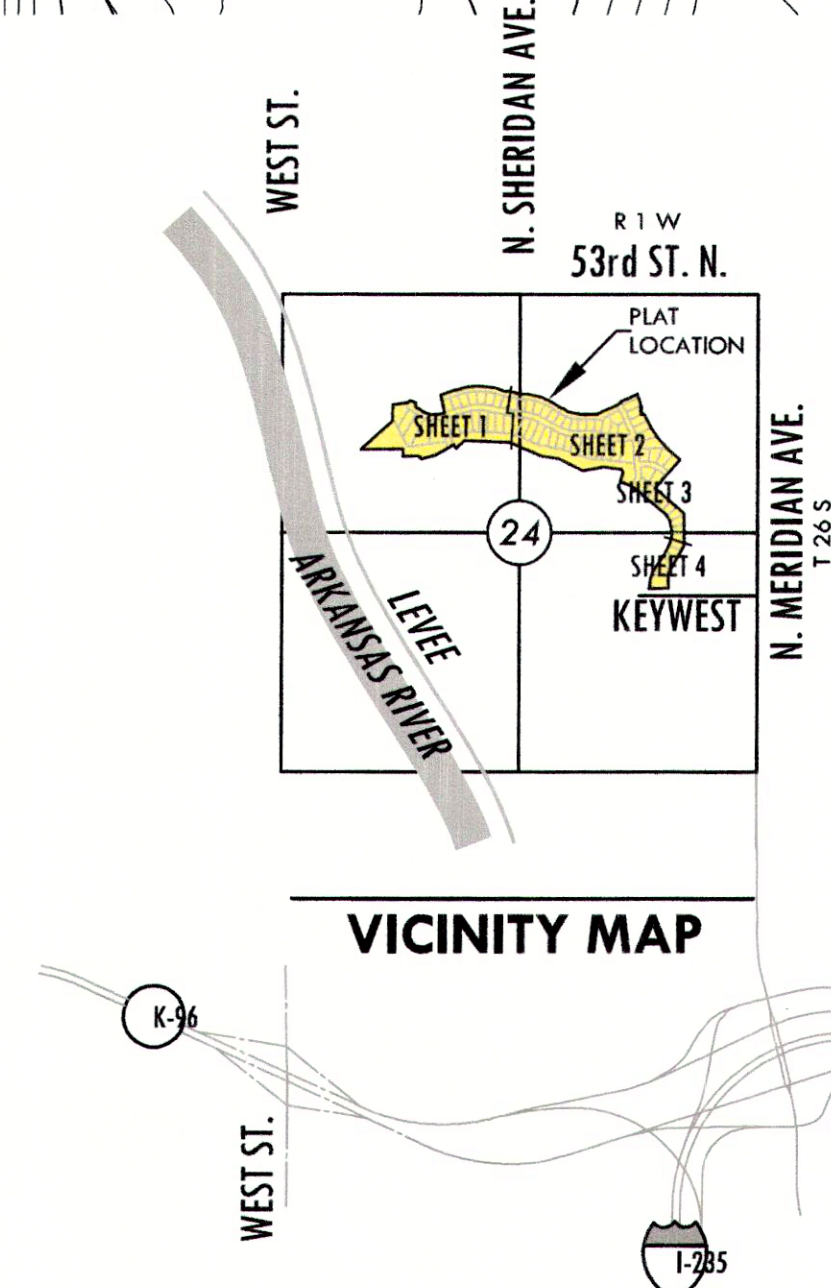 WEST ST.
N. SHERIDAN AVE.
R 1 W
53rd ST. N.
PLAT
LOCATION
SHEET 1
SHEET 2
SHEET 3
24
SHEET 4
KEYWEST
N. MERIDIAN AVE.
T 26 S
ARKANSAS RIVER
LEVEE
VICINITY MAP
K-96
WEST ST.
I-235